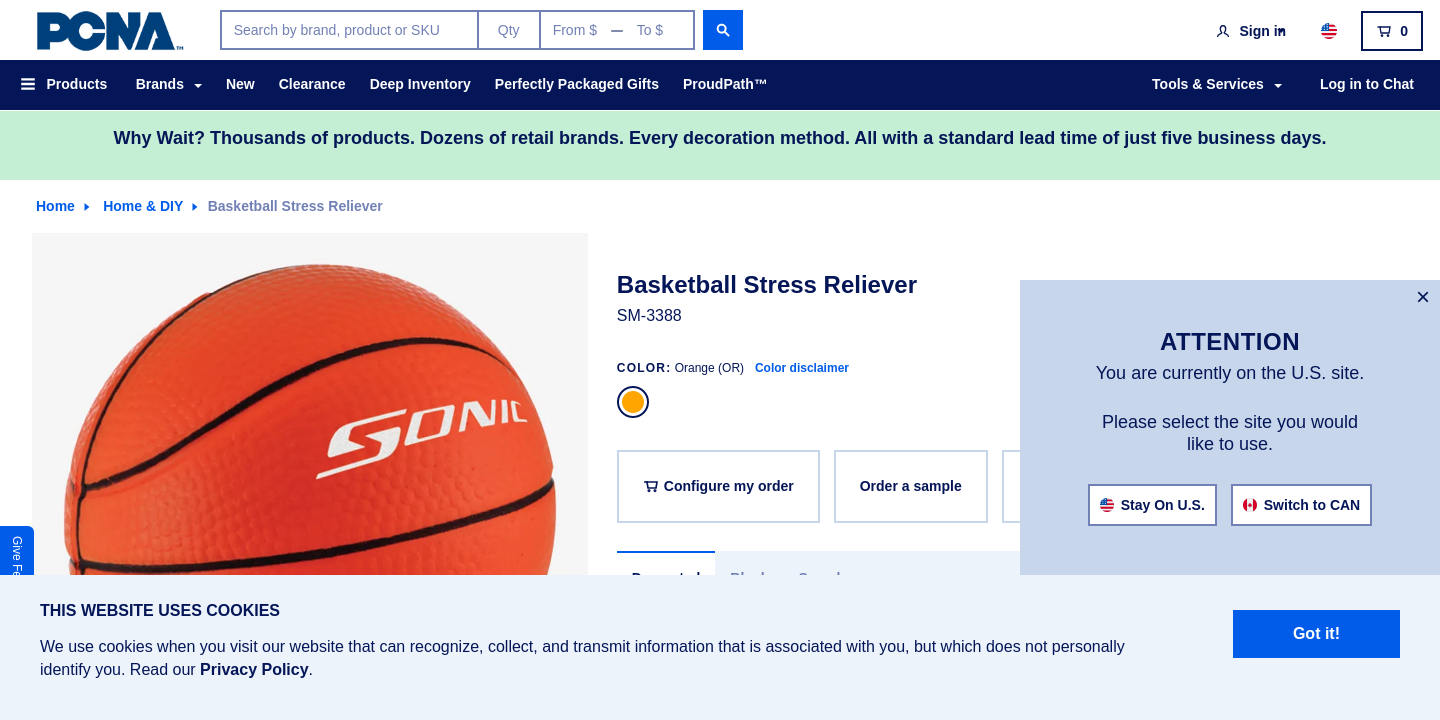 PCNA™
Search by brand, product or SKU
Qty
From $ — To $
Sign in
0
Products
Brands
New
Clearance
Deep Inventory
Perfectly Packaged Gifts
ProudPath™
Tools & Services
Log in to Chat
Why Wait? Thousands of products. Dozens of retail brands. Every decoration method. All with a standard lead time of just five business days.
Home
Home & DIY
Basketball Stress Reliever
SONIC
Basketball Stress Reliever
SM-3388
COLOR: Orange (OR) Color disclaimer
Configure my order
Order a sample
×
ATTENTION
You are currently on the U.S. site.
Please select the site you would
like to use.
Stay On U.S.
Switch to CAN
Give
THIS WEBSITE USES COOKIES
We use cookies when you visit our website that can recognize, collect, and transmit information that is associated with you, but which does not personally
identify you. Read our Privacy Policy.
Got it!